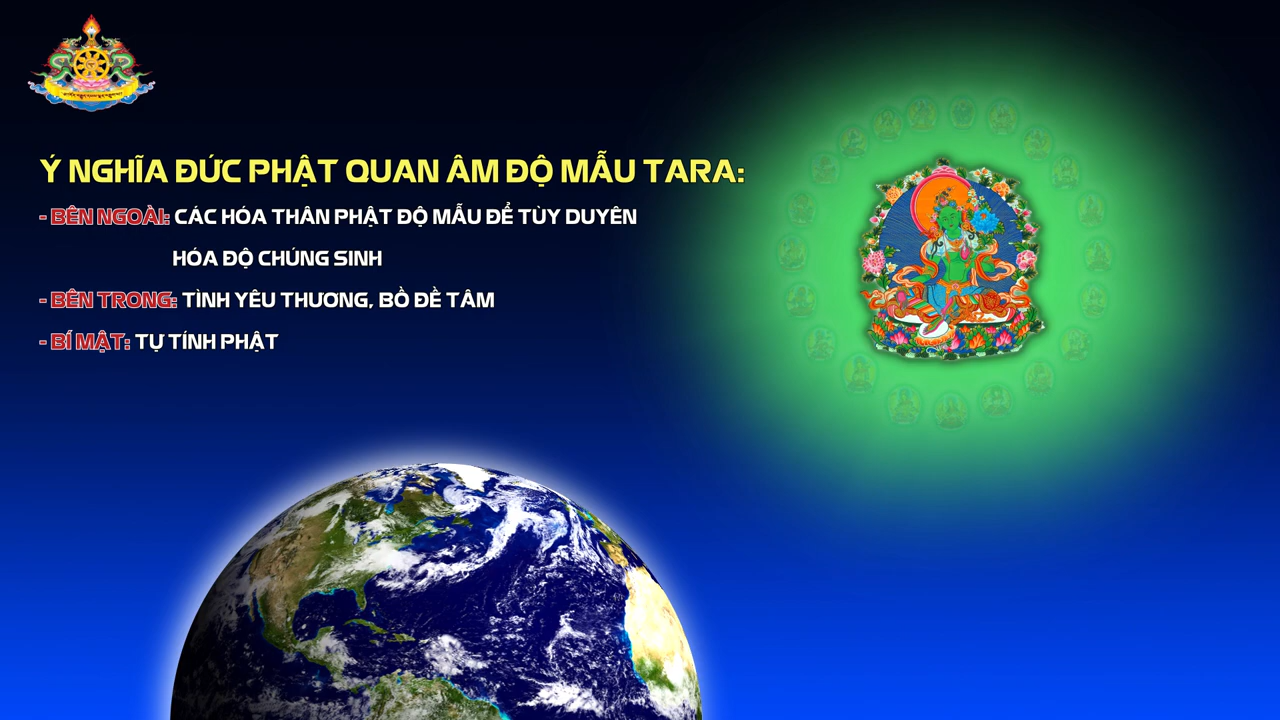 Ý NGHĨA ĐỨC PHẬT QUAN ÂM ĐỘ MẪU TARA:
- BÊN NGOÀI: CÁC HÓA THÂN PHẬT ĐỘ MẪU ĐỂ TÙY DUYÊN
HÓA ĐỘ CHÚNG SINH
- BÊN TRONG: TÌNH YÊU THƯƠNG, BỒ ĐỀ TÂM
- BÍ MẬT: TỰ TÍNH PHẬT